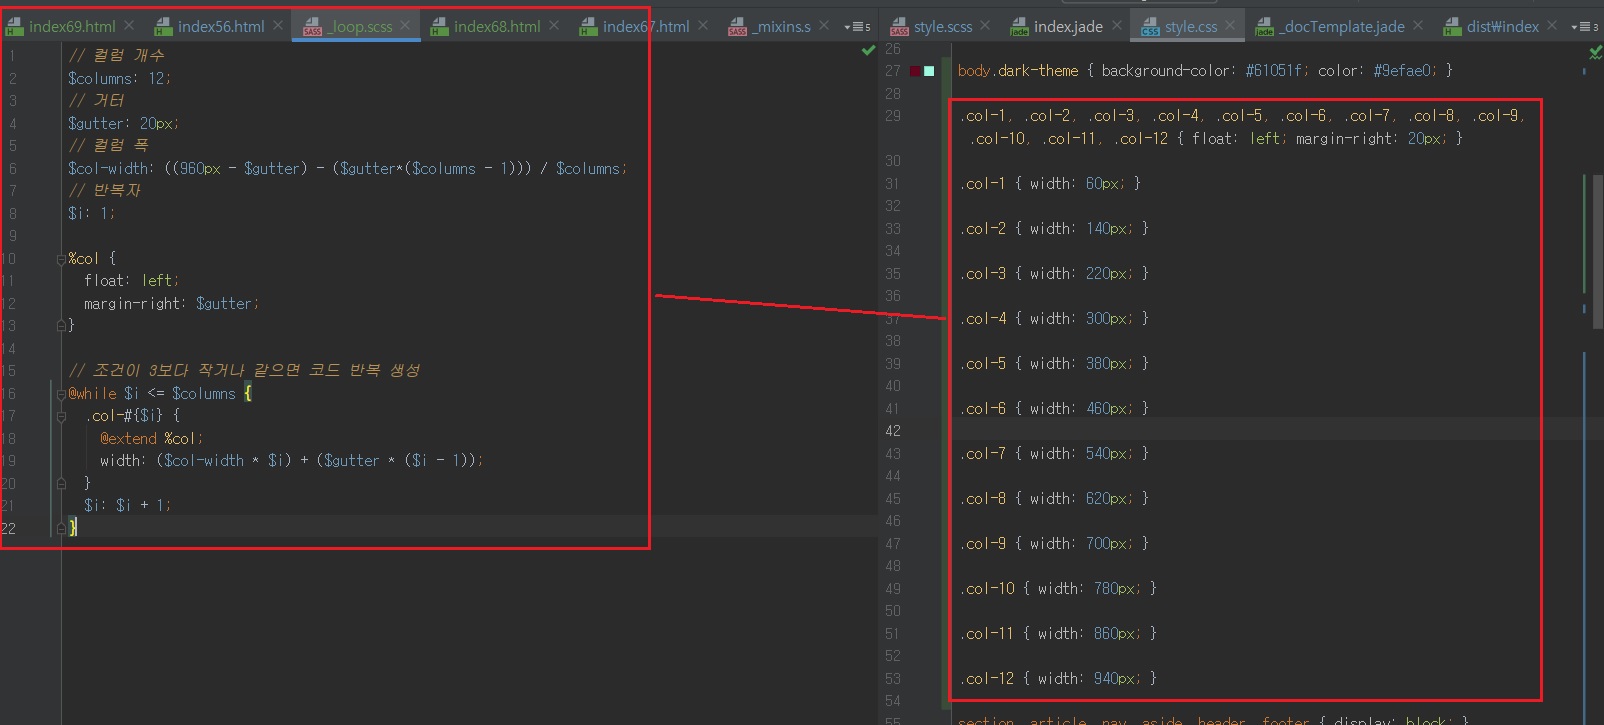 index69.html index56.html _loop.scss index68.html index67.html _mixins.s 5
1 // 컬럼 개수
2 $columns: 12;
3 // 거터
4 $gutter: 20px;
5 // 컬럼 폭
6 $col-width: ((960px - $gutter) - ($gutter*($columns - 1))) / $columns;
7 // 반복자
8 $i: 1;
9
10 %col {
11 float: left;
12 margin-right: $gutter;
13 }
14
15 // 조건이 3보다 작거나 같으면 코드 반복 생성
16 @while $i <= $columns {
17 .col-#{$i} {
18 @extend %col;
19 width: ($col-width * $i) + ($gutter * ($i - 1));
20 }
21 $i: $i + 1;
22 }
style.scss index.jade style.css _docTemplate.jade dist₩index 3
26
27 body.dark-theme { background-color: #61051f; color: #9efae0; }
28
29 .col-1, .col-2, .col-3, .col-4, .col-5, .col-6, .col-7, .col-8, .col-9,
.col-10, .col-11, .col-12 { float: left; margin-right: 20px; }
30
31 .col-1 { width: 60px; }
32
33 .col-2 { width: 140px; }
34
35 .col-3 { width: 220px; }
36
37 .col-4 { width: 300px; }
38
39 .col-5 { width: 380px; }
40
41 .col-6 { width: 460px; }
42
43 .col-7 { width: 540px; }
44
45 .col-8 { width: 620px; }
46
47 .col-9 { width: 700px; }
48
49 .col-10 { width: 780px; }
50
51 .col-11 { width: 860px; }
52
53 .col-12 { width: 940px; }
54
55 section, article, nav, aside, header, footer { display: block; }